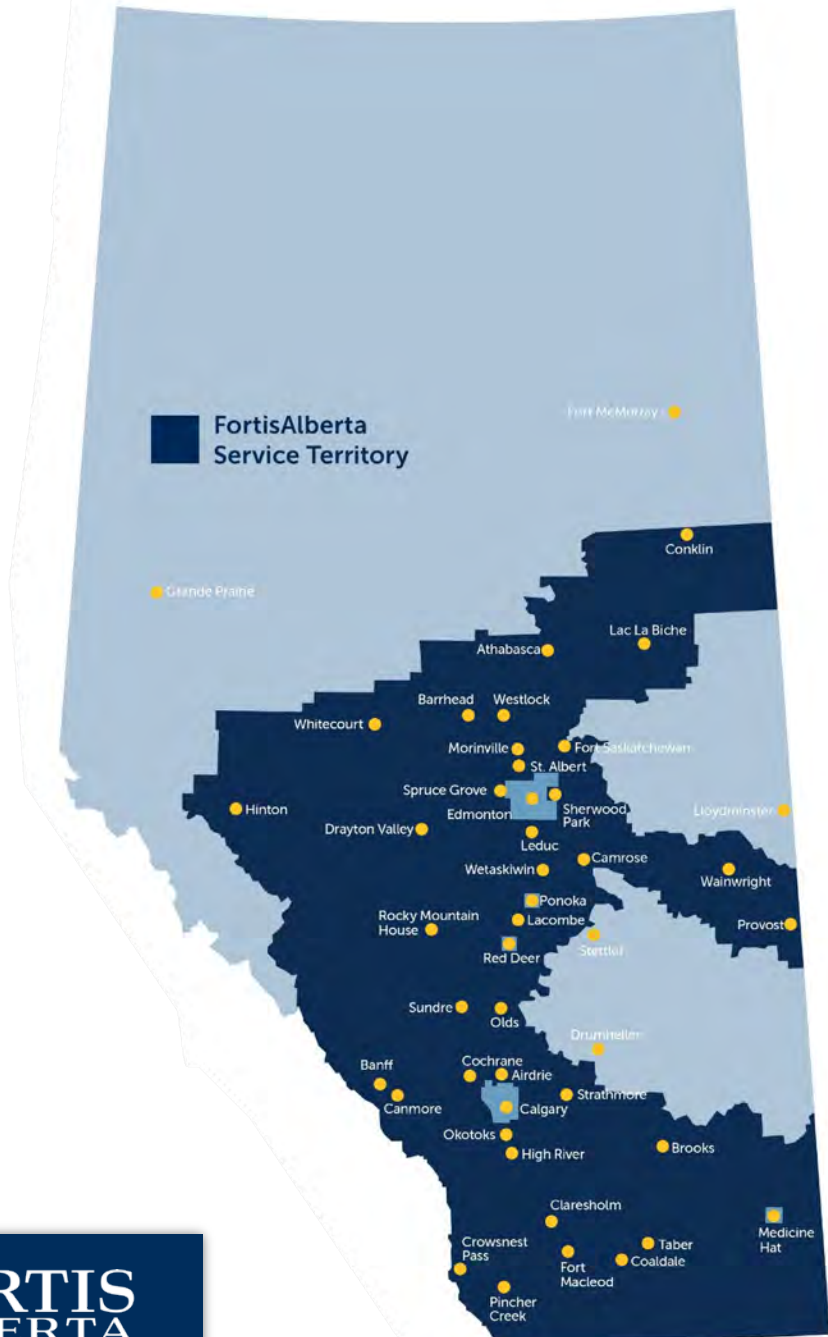 FortisAlberta
Service Territory
Fort McMurray
Conklin
Grande Prairie
Lac La Biche
Athabasca
Barrhead
Westlock
Whitecourt
Morinville
Fort Saskatchewan
St. Albert
Spruce Grove
Hinton
Edmonton
Sherwood
Park
Lloydminster
Drayton Valley
Leduc
Camrose
Wetaskiwin
Wainwright
Ponoka
Rocky Mountain
House
Lacombe
Provost
Red Deer
Stettler
Sundre
Olds
Drumheller
Banff
Cochrane
Airdrie
Canmore
Strathmore
Calgary
Okotoks
High River
Brooks
Claresholm
Medicine
Hat
Crowsnest
Pass
Taber
Fort
Macleod
Coaldale
Pincher
Creek
RTIS
BERTA